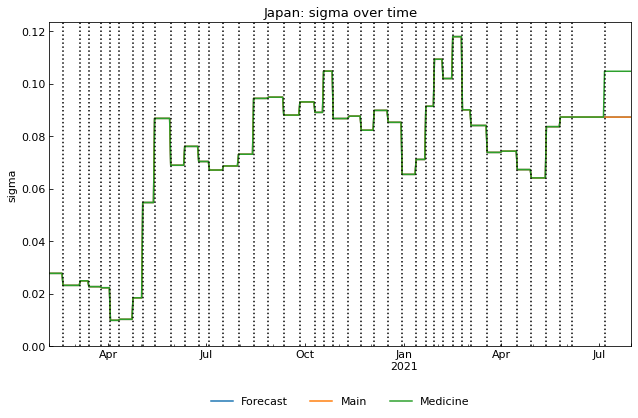 Japan: sigma over time
0.12
0.10
0.08
0.06
0.04
0.02
0.00
sigma
Apr Jul Oct Jan Apr Jul
2021
Forecast Main Medicine